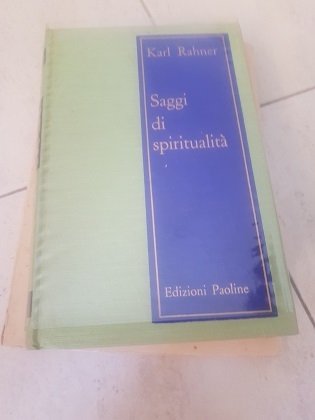 Karl Rahner
Saggi
di
spiritualità
Edizioni Paoline